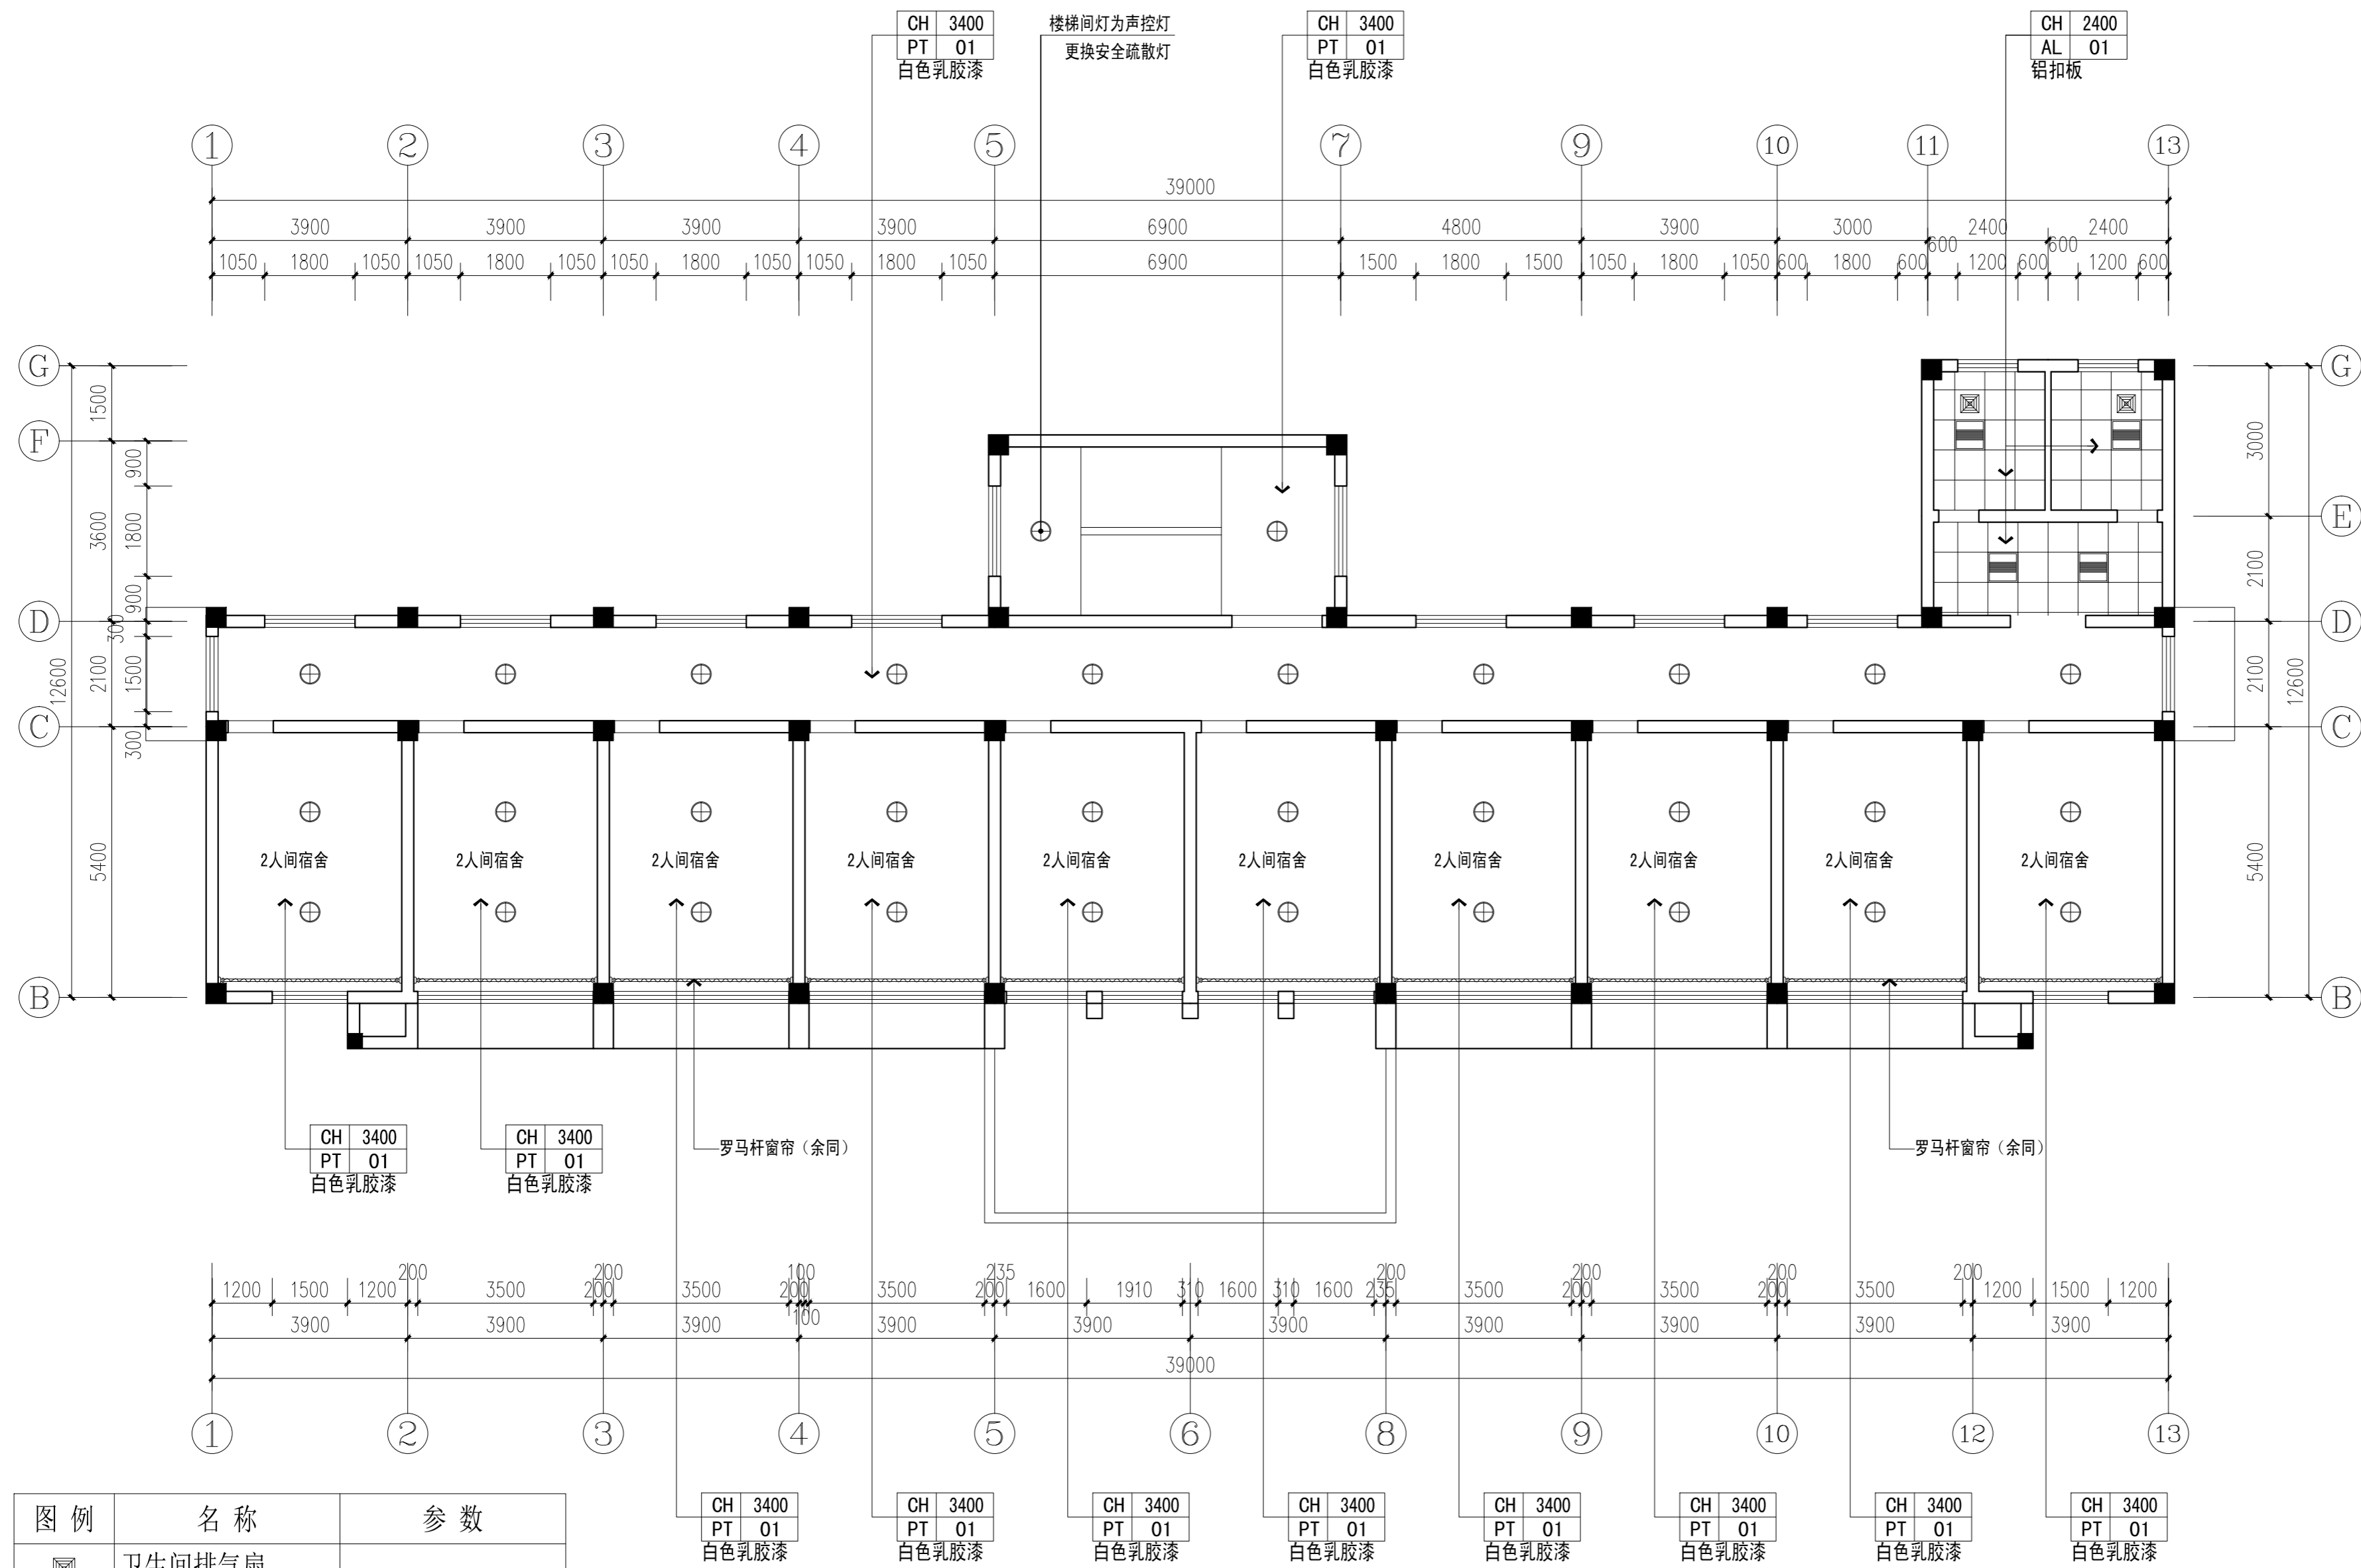 CH 3400
PT 01
白色乳胶漆
楼梯间灯为声控灯
更换安全疏散灯
CH 3400
PT 01
白色乳胶漆
CH 2400
AL 01
铝扣板
1 2 3 4 5 7 9 10 11 13
39000
3900 3900 3900 3900 6900 4800 3900 3000 2400 2400
600 600
1050 1800 1050 1050 1800 1050 1050 1800 1050 1050 1800 1050 6900 1500 1800 1500 1050 1800 1050 600 1800 600 1200 600 1200 600
G G
1500
F
900
3000
3600 1800
E
2100
900
D D
300
12600 2100 1500 2100 12600
C C
300
5400 5400
2人间宿舍 2人间宿舍 2人间宿舍 2人间宿舍 2人间宿舍 2人间宿舍 2人间宿舍 2人间宿舍 2人间宿舍 2人间宿舍
B B
CH 3400
PT 01
白色乳胶漆
CH 3400
PT 01
白色乳胶漆
罗马杆窗帘（余同）
罗马杆窗帘（余同）
200 200 100 235 200 200 200 200
1200 1500 1200 3500 200 3500 200 3500 200 1600 1910 310 1600 310 1600 235 3500 200 3500 200 3500 1200 1500 1200
100
3900 3900 3900 3900 3900 3900 3900 3900 3900 3900
39000
1 2 3 4 5 6 8 9 10 12 13
CH 3400
PT 01
白色乳胶漆
CH 3400
PT 01
白色乳胶漆
CH 3400
PT 01
白色乳胶漆
CH 3400
PT 01
白色乳胶漆
CH 3400
PT 01
白色乳胶漆
CH 3400
PT 01
白色乳胶漆
CH 3400
PT 01
白色乳胶漆
CH 3400
PT 01
白色乳胶漆
图例 名称 参数
卫生间排气扇